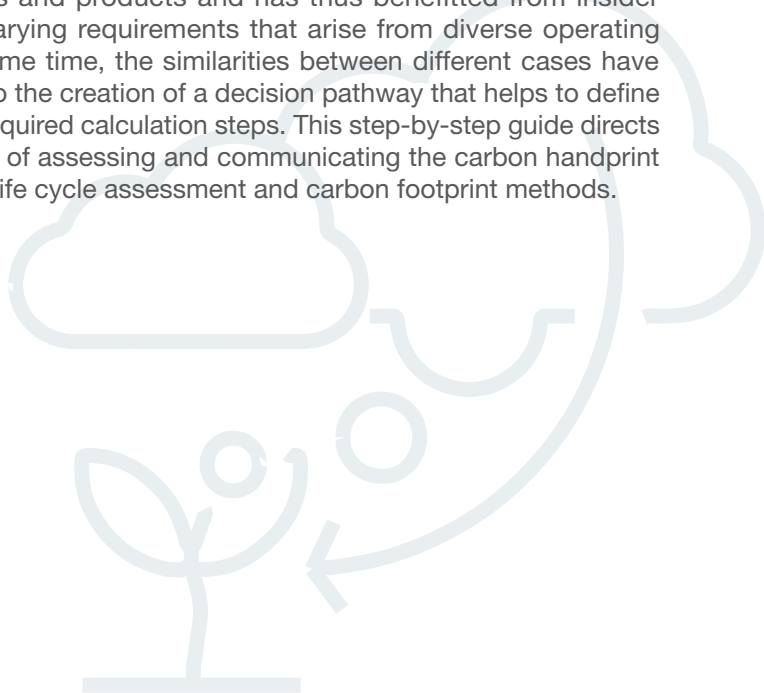 and products and has thus benefitted from insider
arying requirements that arise from diverse operating
me time, the similarities between different cases have
the creation of a decision pathway that helps to define
quired calculation steps. This step-by-step guide directs
of assessing and communicating the carbon handprint
ife cycle assessment and carbon footprint methods.